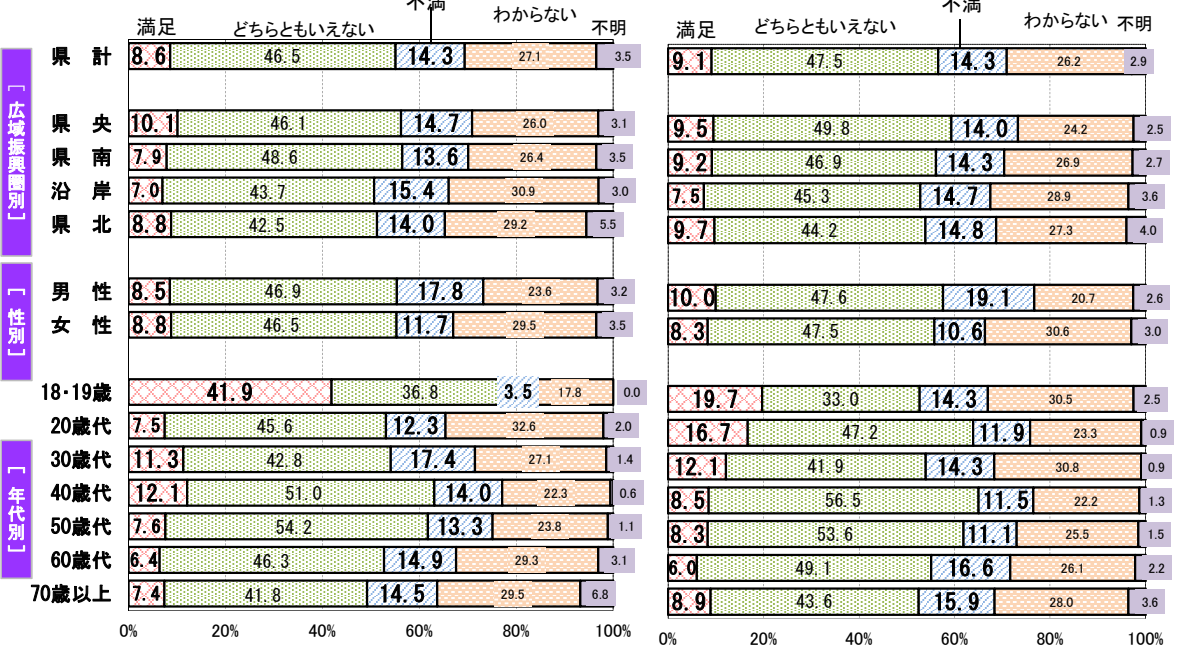 満足 どちらともいえない 不満 わからない 不明 満足 どちらともいえない 不満 わからない 不明
県 計 8.6 46.5 14.3 27.1 3.5 9.1 47.5 14.3 26.2 2.9
[広域振興圏別]
県 央 10.1 46.1 14.7 26.0 3.1 9.5 49.8 14.0 24.2 2.5
県 南 7.9 48.6 13.6 26.4 3.5 9.2 46.9 14.3 26.9 2.7
沿 岸 7.0 43.7 15.4 30.9 3.0 7.5 45.3 14.7 28.9 3.6
県 北 8.8 42.5 14.0 29.2 5.5 9.7 44.2 14.8 27.3 4.0
[性別]
男 性 8.5 46.9 17.8 23.6 3.2 10.0 47.6 19.1 20.7 2.6
女 性 8.8 46.5 11.7 29.5 3.5 8.3 47.5 10.6 30.6 3.0
18・19歳 41.9 36.8 3.5 17.8 0.0 19.7 33.0 14.3 30.5 2.5
20歳代 7.5 45.6 12.3 32.6 2.0 16.7 47.2 11.9 23.3 0.9
[年代別]
30歳代 11.3 42.8 17.4 27.1 1.4 12.1 41.9 14.3 30.8 0.9
40歳代 12.1 51.0 14.0 22.3 0.6 8.5 56.5 11.5 22.2 1.3
50歳代 7.6 54.2 13.3 23.8 1.1 8.3 53.6 11.1 25.5 1.5
60歳代 6.4 46.3 14.9 29.3 3.1 6.0 49.1 16.6 26.1 2.2
70歳以上 7.4 41.8 14.5 29.5 6.8 8.9 43.6 15.9 28.0 3.6
0% 20% 40% 60% 80% 100% 0% 20% 40% 60% 80% 100%